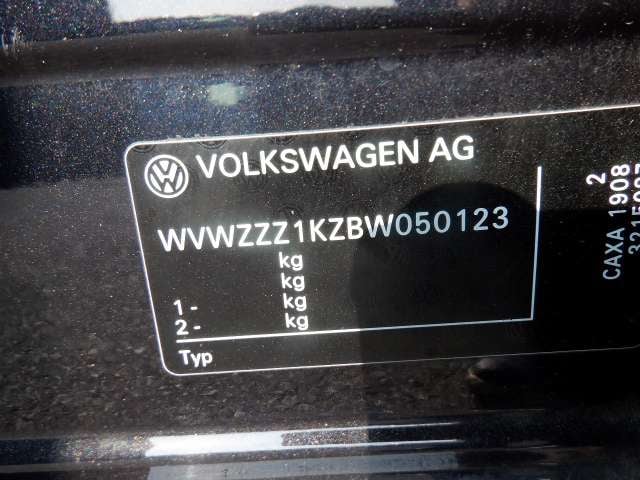 VOLKSWAGEN AG
WVWZZZ1KZBW050123
kg
kg
1- kg
2- kg
Typ
2
CAXA 1908